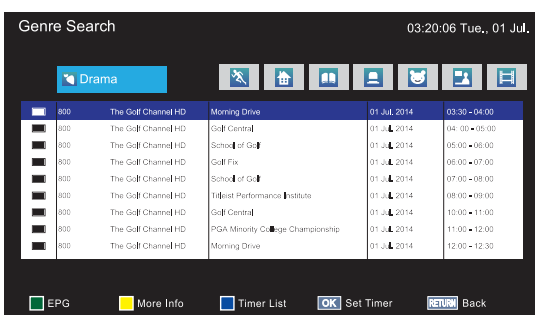 Genre Search 03:20:06 Tue., 01 Jul.
Drama
800 The Golf Channel HD Morning Drive 01 Jul. 2014 03:30 - 04:00
800 The Golf Channel HD Golf Central 01 Jul. 2014 04: 00 - 05:00
800 The Golf Channel HD School of Golf 01 Jul. 2014 05:00 - 06:00
800 The Golf Channel HD Golf Fix 01 Jul. 2014 06:00 - 07:00
800 The Golf Channel HD School of Golf 01 Jul. 2014 07:00 - 08:00
800 The Golf Channel HD Titleist Performance Institute 01 Jul. 2014 08:00 - 09:00
800 The Golf Channel HD Golf Central 01 Jul. 2014 10:00 - 11:00
800 The Golf Channel HD PGA Minority College Championship 01 Jul. 2014 11:00 - 12:00
800 The Golf Channel HD Morning Drive 01 Jul. 2014 12:00 - 12:30
EPG More Info Timer List OK Set Timer RETURN Back